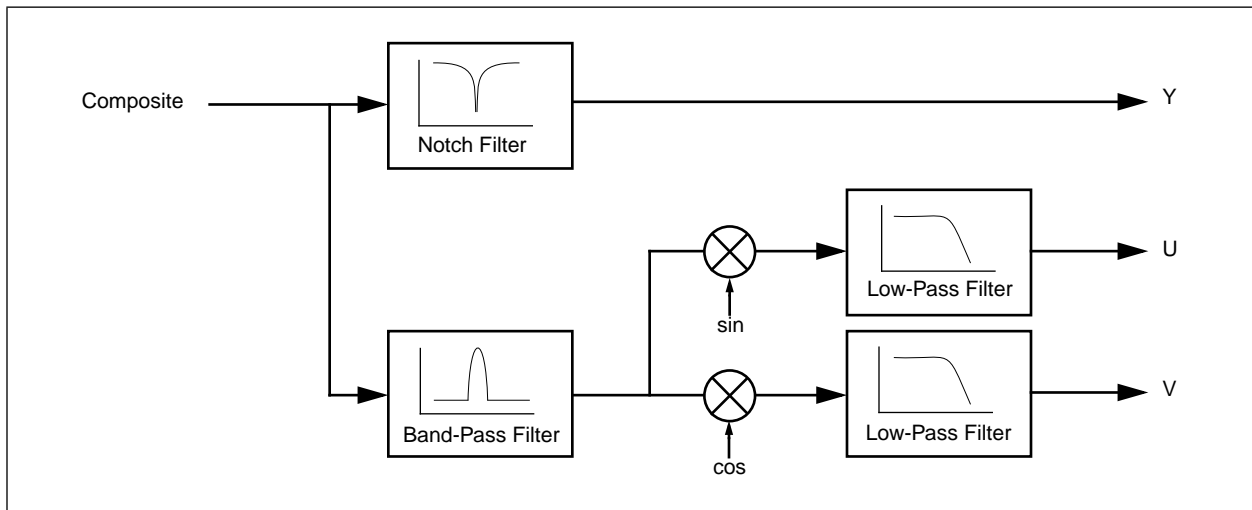 Composite
Notch Filter
Y
sin
Low-Pass Filter
U
Band-Pass Filter
cos
Low-Pass Filter
V